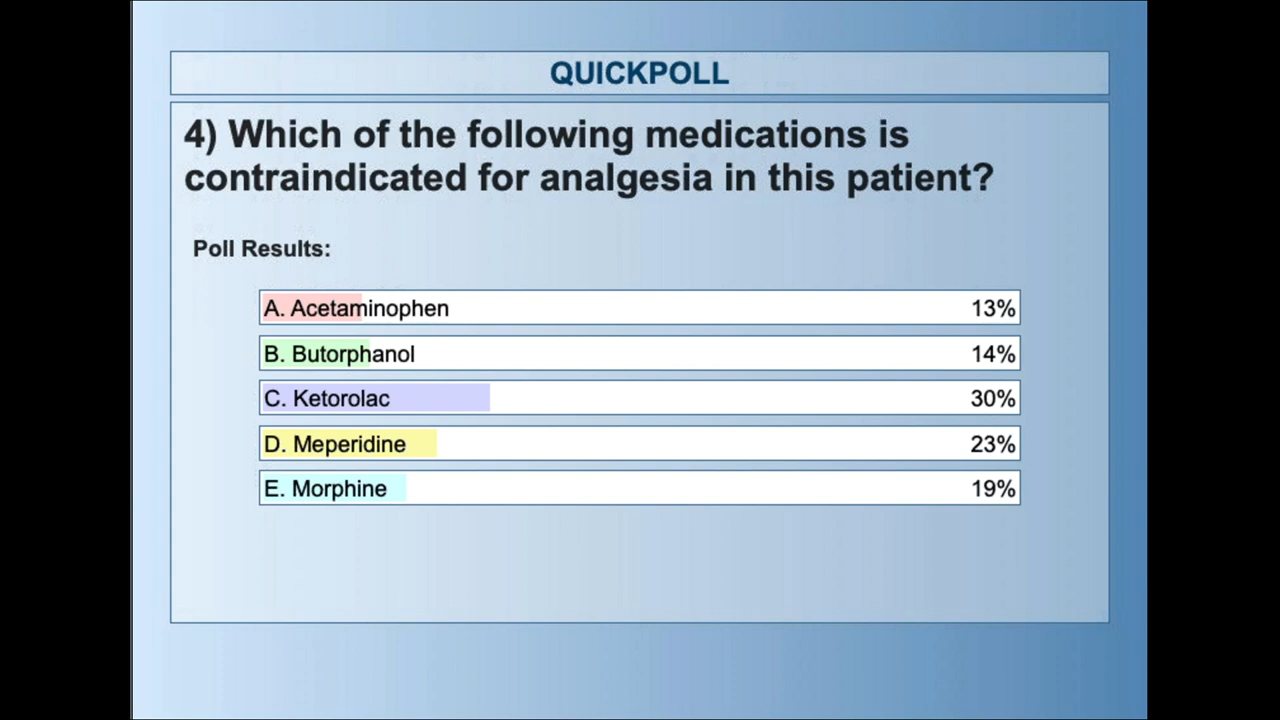 QUICKPOLL
4) Which of the following medications is
contraindicated for analgesia in this patient?
Poll Results:
A. Acetaminophen 13%
B. Butorphanol 14%
C. Ketorolac 30%
D. Meperidine 23%
E. Morphine 19%